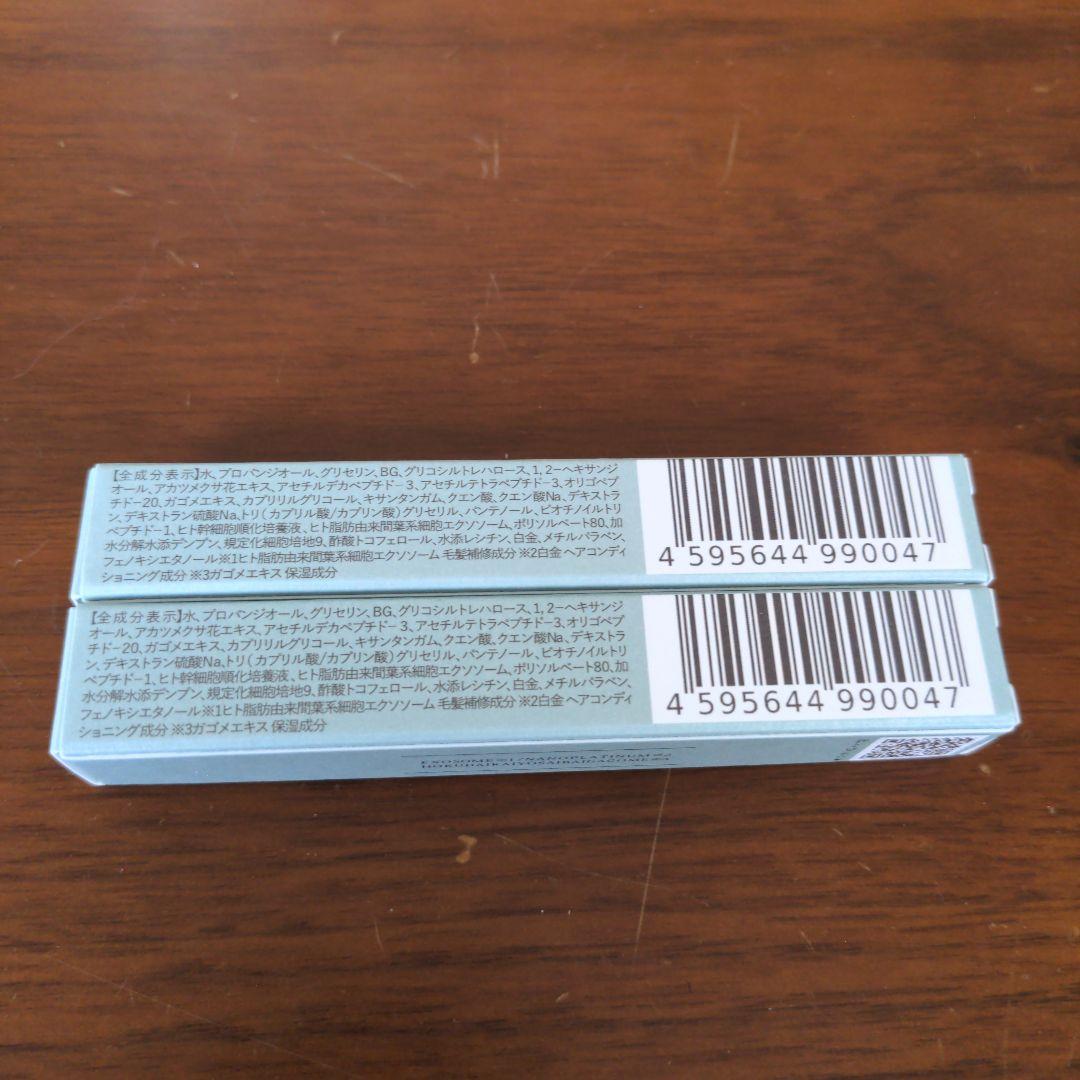 【全成分表示】水、プロパンジオール、グリセリン、BG、グリコシルトレハロース、1,2ーヘキサンジ
オール、アカツメクサ花エキス、アセチルデカペプチド-3、アセチルテトラペプチド-3、オリゴペプ
チド-20、ガゴメエキス、カプリリルグリコール、キサンタンガム、クエン酸、クエン酸Na、デキストラ
ン、デキストラン硫酸Na、トリ(カプリル酸/カプリン酸)グリセリル、パンテノール、ビオチノイルトリ
ペプチド-1、ヒト幹細胞順化培養液、ヒト脂肪由来間葉系細胞エクソソーム、ポリソルベート80、加
水分解水添デンプン、規定化細胞培地9、酢酸トコフェロール、水添レシチン、白金、メチルパラベン、
フェノキシエタノール※1ヒト脂肪由来間葉系細胞エクソソーム 毛髪補修成分 ※2白金 ヘアコンディ
ショニング成分 ※3ガゴメエキス 保湿成分
4 595644 990047
【全成分表示】水、プロパンジオール、グリセリン、BG、グリコシルトレハロース、1,2ーヘキサンジ
オール、アカツメクサ花エキス、アセチルデカペプチド-3、アセチルテトラペプチド-3、オリゴペプ
チド-20、ガゴメエキス、カプリリルグリコール、キサンタンガム、クエン酸、クエン酸Na、デキストラ
ン、デキストラン硫酸Na、トリ(カプリル酸/カプリン酸)グリセリル、パンテノール、ビオチノイルトリ
ペプチド-1、ヒト幹細胞順化培養液、ヒト脂肪由来間葉系細胞エクソソーム、ポリソルベート80、加
水分解水添デンプン、規定化細胞培地9、酢酸トコフェロール、水添レシチン、白金、メチルパラベン、
フェノキシエタノール※1ヒト脂肪由来間葉系細胞エクソソーム 毛髪補修成分 ※2白金 ヘアコンディ
ショニング成分 ※3ガゴメエキス 保湿成分
4 595644 990047
EXOSOME※1/NANOPLATINUM※2
HOKUDAIKAIYOSAIBAIGAGOME※3